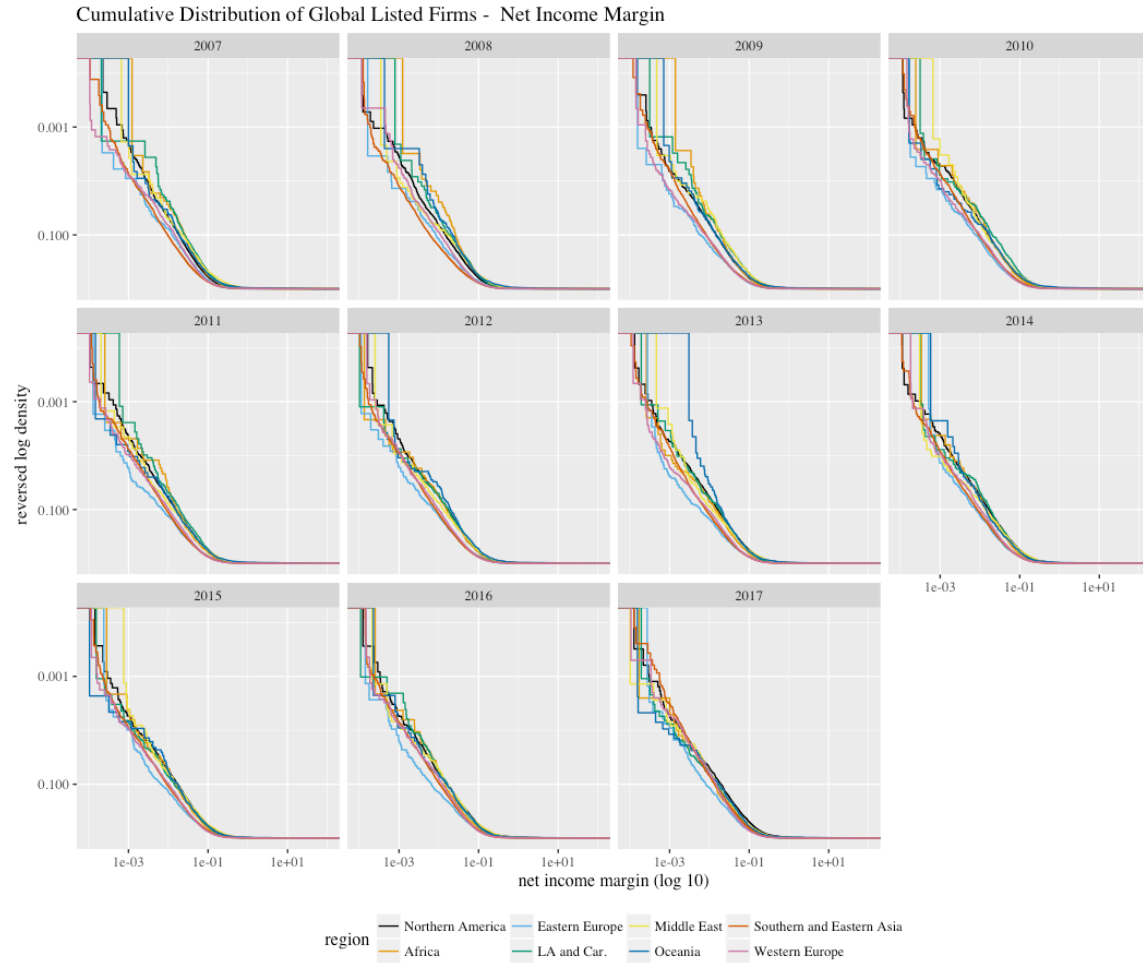 Cumulative Distribution of Global Listed Firms - Net Income Margin
2007 2008 2009 2010
0.001
0.100
2011 2012 2013 2014
0.001
0.100
1e-03 1e-01 1e+01
2015 2016 2017
0.001
0.100
1e-03 1e-01 1e+01 1e-03 1e-01 1e+01 1e-03 1e-01 1e+01
reversed log density
net income margin (log 10)
region
Northern America Eastern Europe Middle East Southern and Eastern Asia
Africa LA and Car. Oceania Western Europe